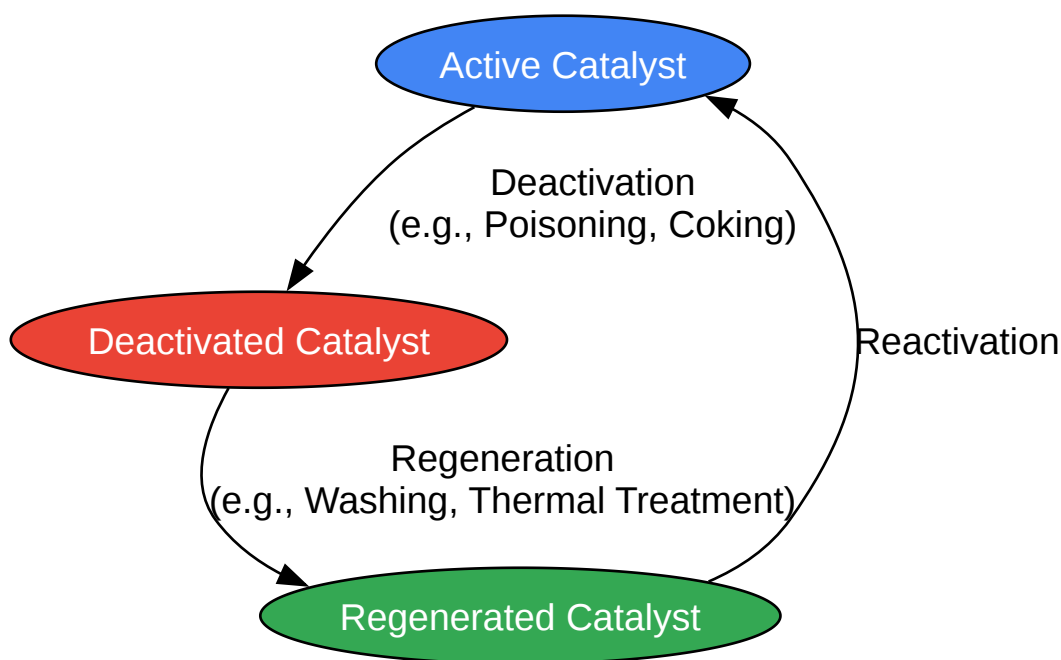 Active Catalyst
Deactivation
(e.g., Poisoning, Coking)
Deactivated Catalyst
Reactivation
Regeneration
(e.g., Washing, Thermal Treatment)
Regenerated Catalyst